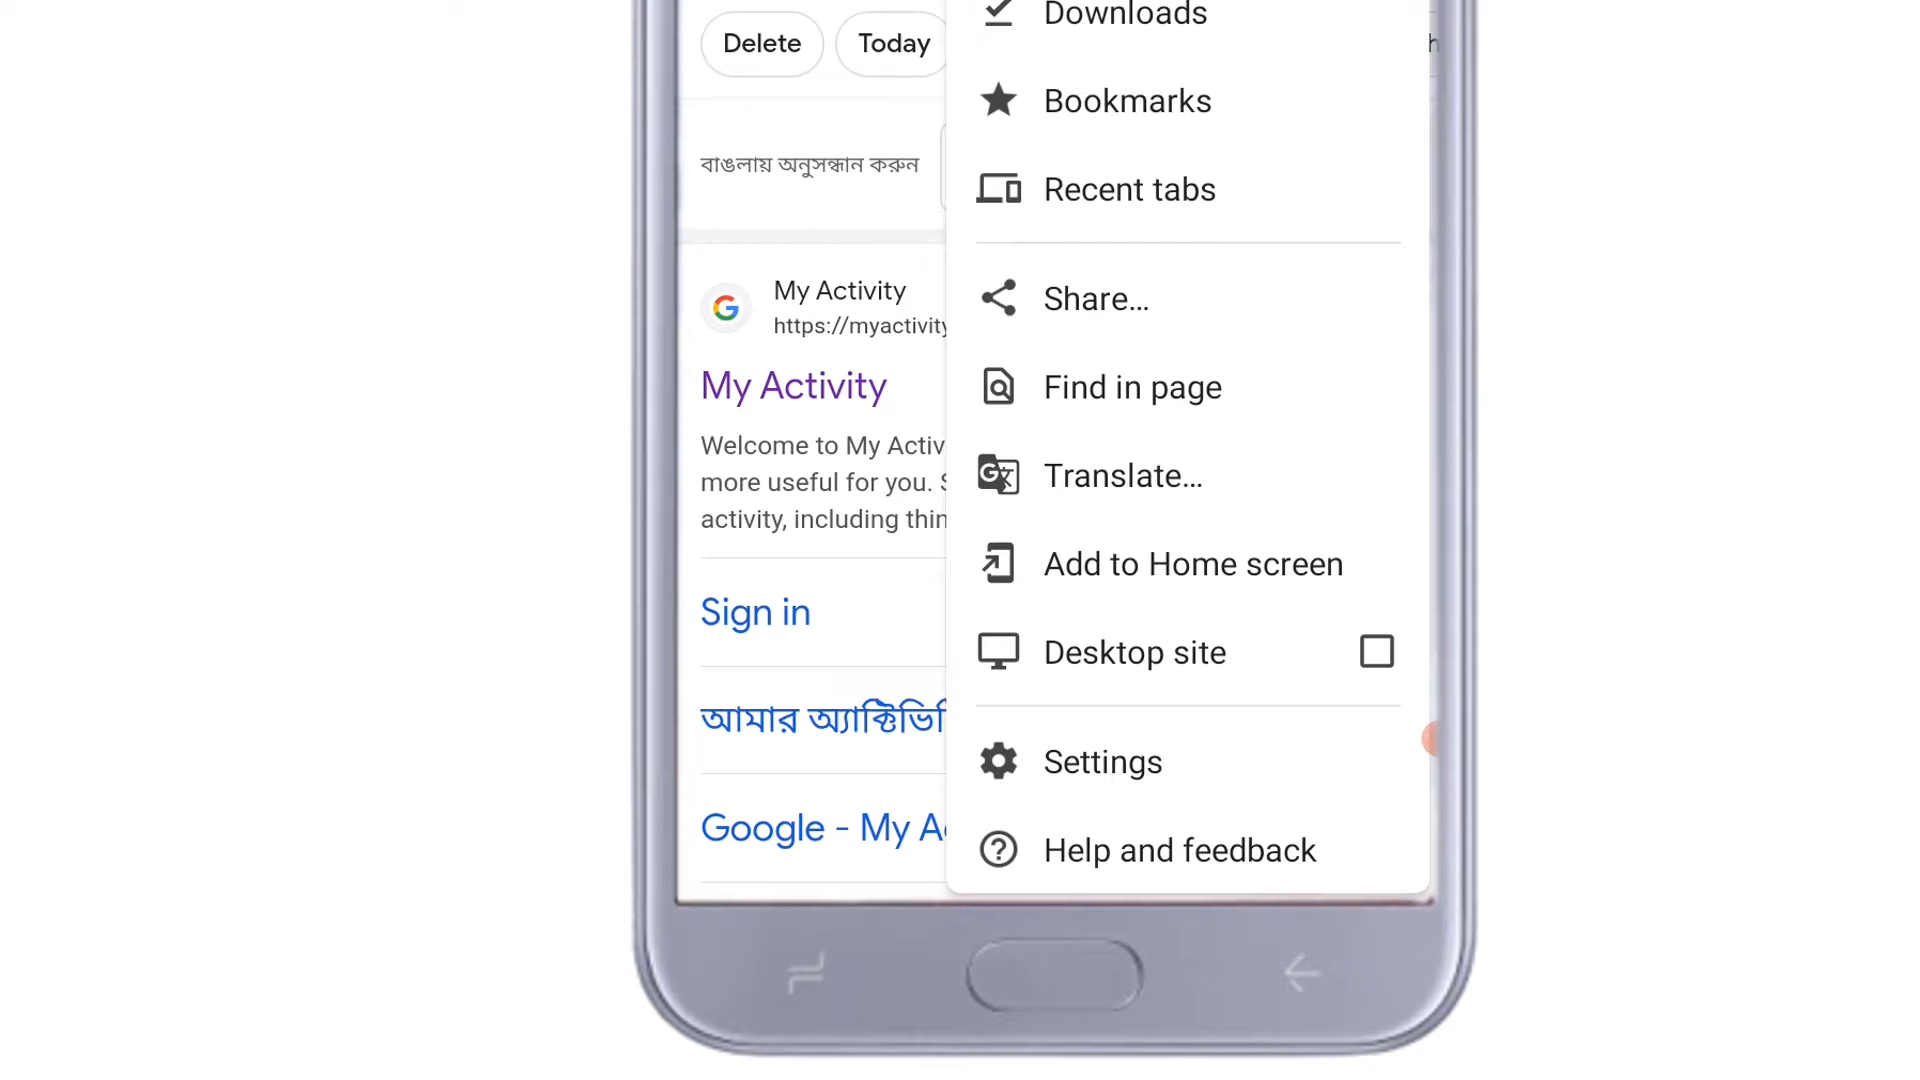 Delete
Today
বাঙলায় অনুসন্ধান করুন
My Activity
https://myactivity
My Activity
Welcome to My Activ
more useful for you.
activity, including thin
Sign in
আমার অ্যাক্টিভি
Google - My A
Downloads
Bookmarks
Recent tabs
Share...
Find in page
Translate...
Add to Home screen
Desktop site
Settings
Help and feedback